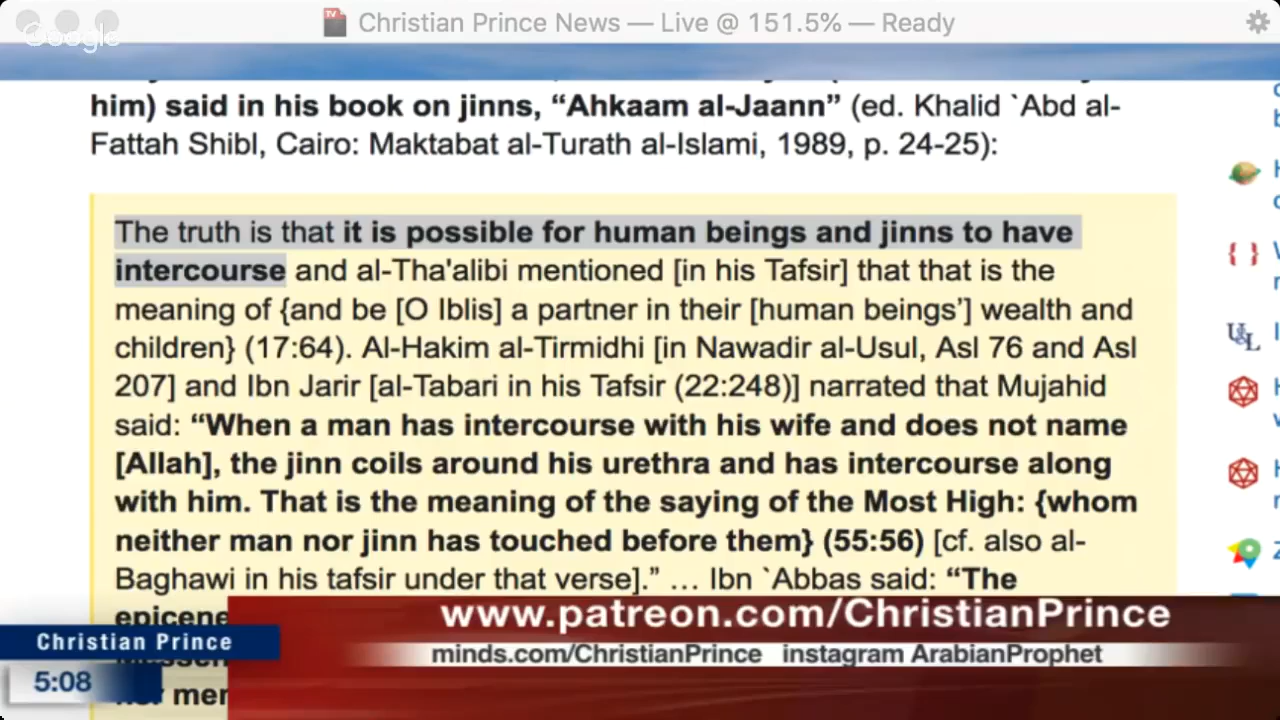 Christian Prince News — Live @ 151.5% — Ready
Google
him) said in his book on jinns, “Ahkaam al-Jaann” (ed. Khalid `Abd al-
Fattah Shibl, Cairo: Maktabat al-Turath al-Islami, 1989, p. 24-25):
The truth is that it is possible for human beings and jinns to have
intercourse and al-Tha'alibi mentioned [in his Tafsir] that that is the
meaning of {and be [O Iblis] a partner in their [human beings’] wealth and
children} (17:64). Al-Hakim al-Tirmidhi [in Nawadir al-Usul, Asl 76 and Asl
207] and Ibn Jarir [al-Tabari in his Tafsir (22:248)] narrated that Mujahid
said: “When a man has intercourse with his wife and does not name
[Allah], the jinn coils around his urethra and has intercourse along
with him. That is the meaning of the saying of the Most High: {whom
neither man nor jinn has touched before them} (55:56) [cf. also al-
Baghawi in his tafsir under that verse].” … Ibn `Abbas said: “The
epicene
www.patreon.com/ChristianPrince
Christian Prince
minds.com/ChristianPrince instagram ArabianProphet
5:08
mer